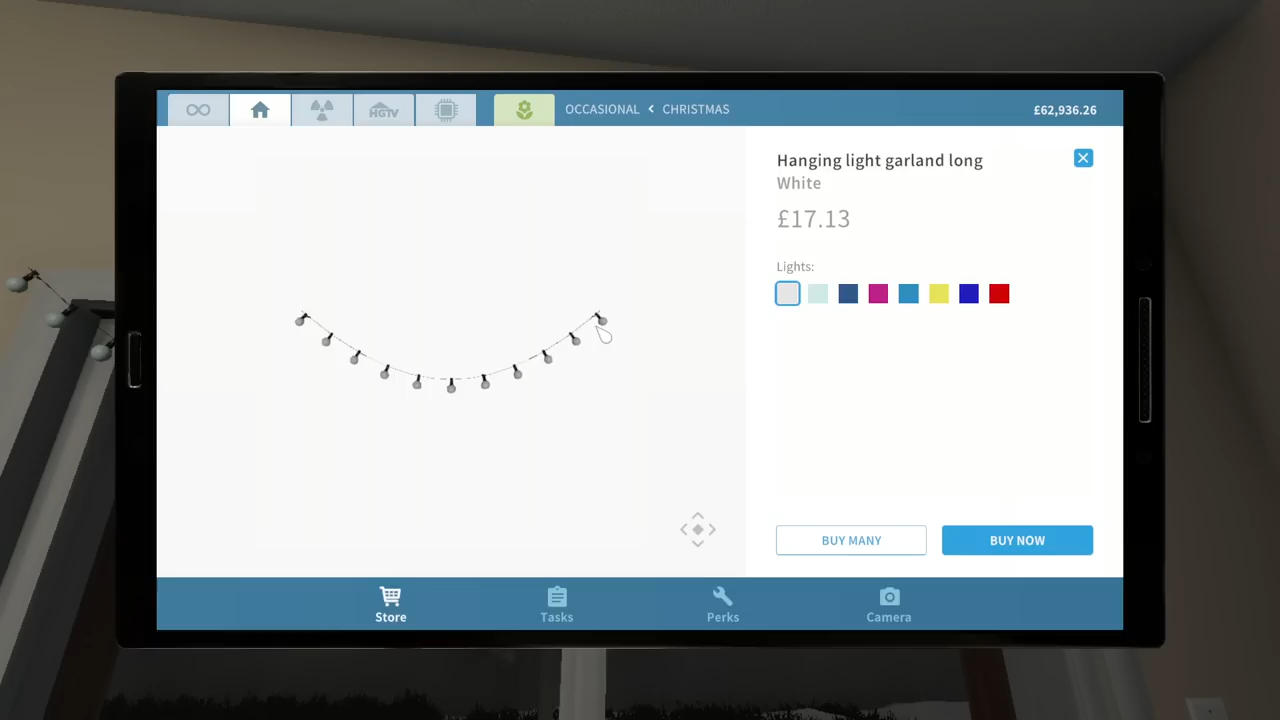 HGTV
OCCASIONAL < CHRISTMAS
£62,936.26
Hanging light garland long
White
£17.13
Lights:
BUY MANY
BUY NOW
Store
Tasks
Perks
Camera